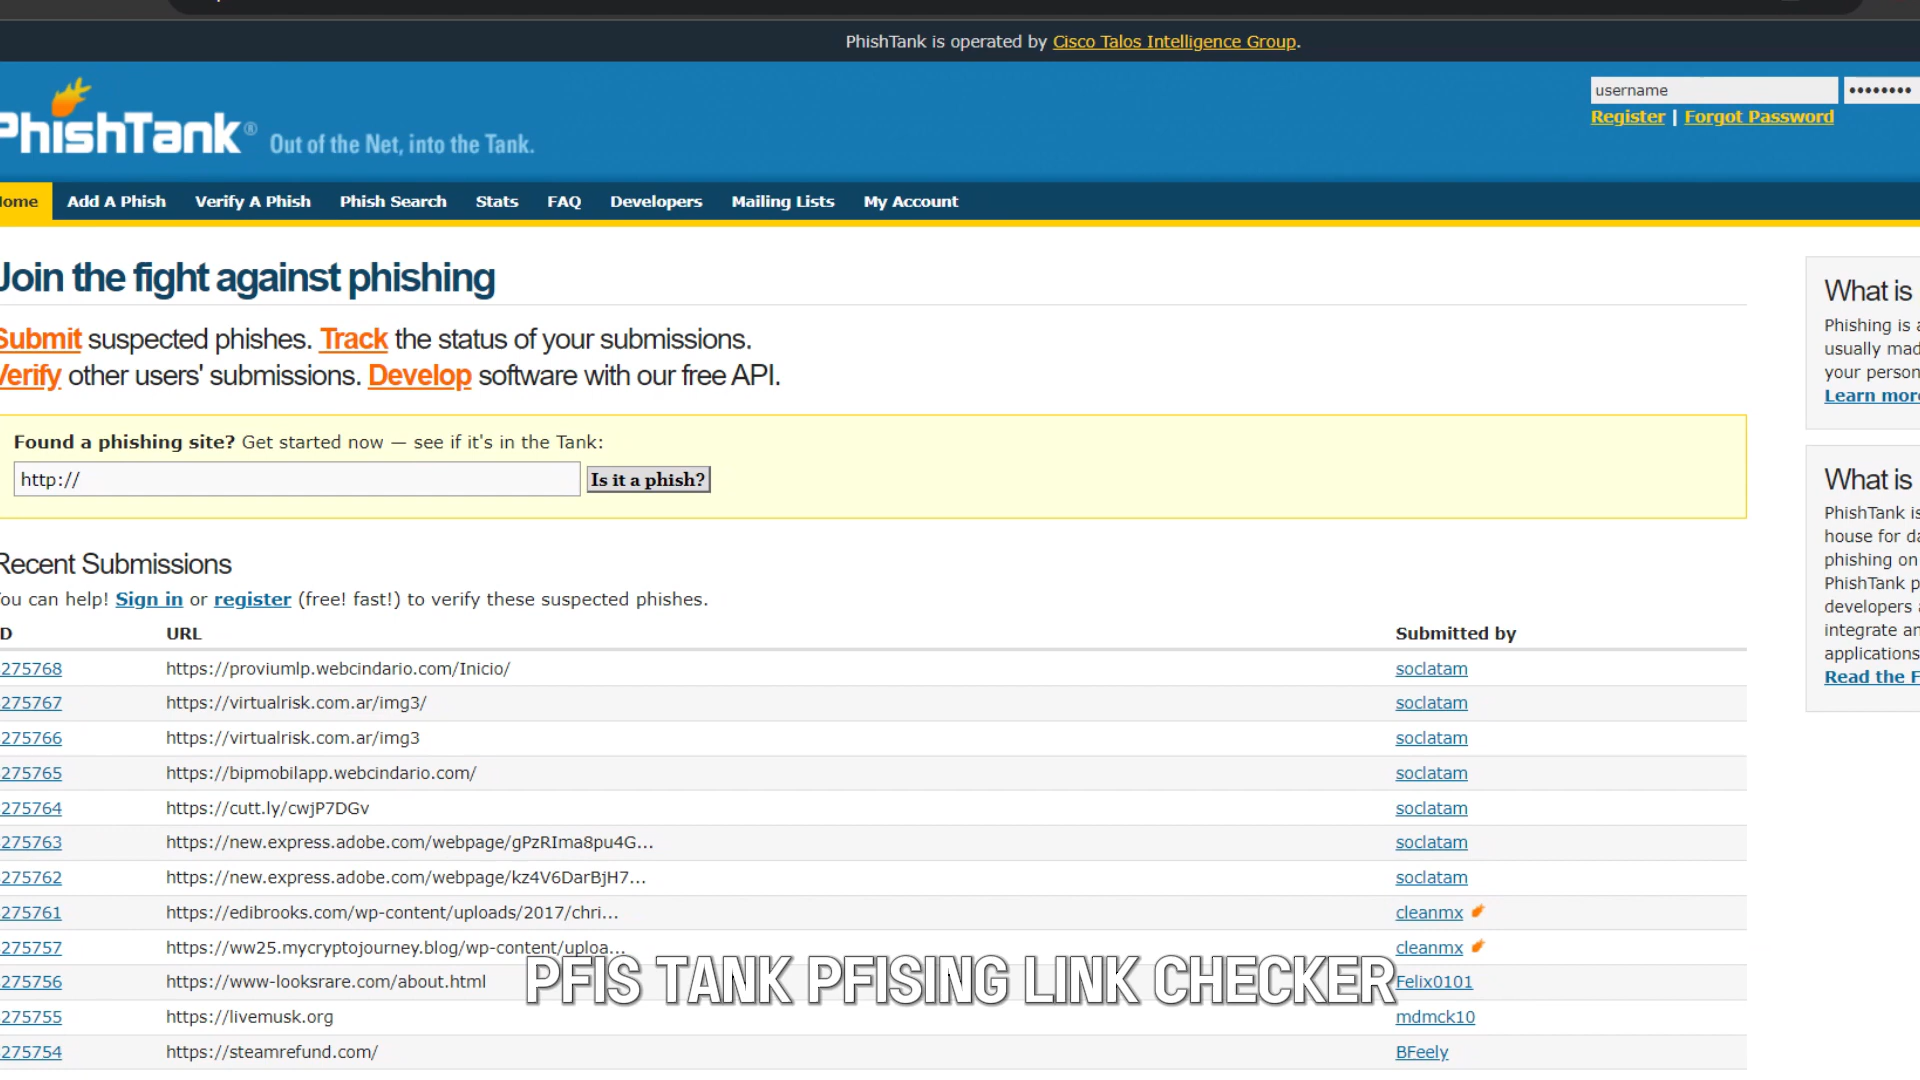 PhishTank is operated by Cisco Talos Intelligence Group.
username ••••••••
Register | Forgot Password
PhishTank® Out of the Net, into the Tank.
Home Add A Phish Verify A Phish Phish Search Stats FAQ Developers Mailing Lists My Account
Join the fight against phishing
Submit suspected phishes. Track the status of your submissions.
Verify other users' submissions. Develop software with our free API.
Found a phishing site? Get started now — see if it's in the Tank:
http:// Is it a phish?
Recent Submissions
You can help! Sign in or register (free! fast!) to verify these suspected phishes.
ID URL Submitted by
275768 https://proviumlp.webcindario.com/Inicio/ soclatam
275767 https://virtualrisk.com.ar/img3/ soclatam
275766 https://virtualrisk.com.ar/img3 soclatam
275765 https://bipmobilapp.webcindario.com/ soclatam
275764 https://cutt.ly/cwjP7DGv soclatam
275763 https://new.express.adobe.com/webpage/gPzRIma8pu4G... soclatam
275762 https://new.express.adobe.com/webpage/kz4V6DarBjH7... soclatam
275761 https://edibrooks.com/wp-content/uploads/2017/chri... cleanmx
275757 https://ww25.mycryptojourney.blog/wp-content/uploa... cleanmx
275756 https://www-looksrare.com/about.html Felix0101
275755 https://livemusk.org mdmck10
275754 https://steamrefund.com/ BFeely
PFIS TANK PFISING LINK CHECKER
What is
Phishing is a
usually mad
your person
Learn more
What is
PhishTank is
house for da
phishing on
PhishTank p
developers a
integrate an
applications
Read the F